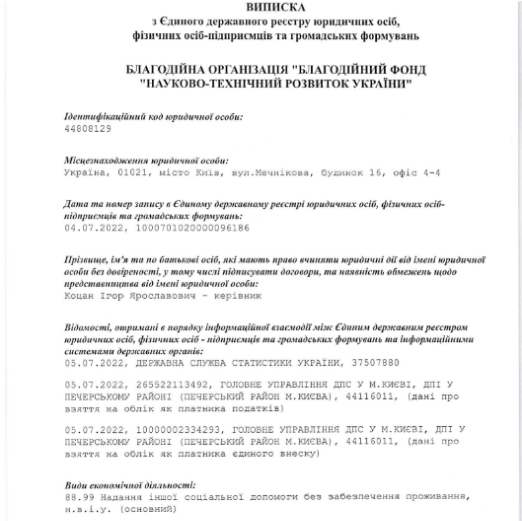 ВИПИСКА
з Єдиного державного реєстру юридичних осіб,
фізичних осіб-підприємців та громадських формувань
БЛАГОДІЙНА ОРГАНІЗАЦІЯ "БЛАГОДІЙНИЙ ФОНД
"НАУКОВО-ТЕХНІЧНИЙ РОЗВИТОК УКРАЇНИ"
Ідентифікаційний код юридичної особи:
44808129
Місцезнаходження юридичної особи:
Україна, 01021, місто Київ, вул.Мечнікова, будинок 16, офіс 4-4
Дата та номер запису в Єдиному державному реєстрі юридичних осіб, фізичних осіб-
підприємців та громадських формувань:
04.07.2022, 1000701020000096186
Прізвище, ім'я та по батькові осіб, які мають право вчиняти юридичні дії від імені юридичної
особи без довіреності, у тому числі підписувати договори, та наявність обмежень щодо
представництва від імені юридичної особи:
Коцан Ігор Ярославович - керівник
Відомості, отримані в порядку інформаційної взаємодії між Єдиним державним реєстром
юридичних осіб, фізичних осіб - підприємців та громадських формувань та інформаційними
системами державних органів:
05.07.2022, ДЕРЖАВНА СЛУЖБА СТАТИСТИКИ УКРАЇНИ, 37507880
05.07.2022, 265522113492, ГОЛОВНЕ УПРАВЛІННЯ ДПС У М.КИЄВІ, ДПІ У
ПЕЧЕРСЬКОМУ РАЙОНІ (ПЕЧЕРСЬКИЙ РАЙОН М.КИЄВА), 44116011, (дані про
взяття на облік як платника податків)
05.07.2022, 10000002334293, ГОЛОВНЕ УПРАВЛІННЯ ДПС У М.КИЄВІ, ДПІ У
ПЕЧЕРСЬКОМУ РАЙОНІ (ПЕЧЕРСЬКИЙ РАЙОН М.КИЄВА), 44116011, (дані про
взяття на облік як платника єдиного внеску)
Види економічної діяльності:
88.99 Надання іншої соціальної допомоги без забезпечення проживання,
н.в.і.у. (основний)